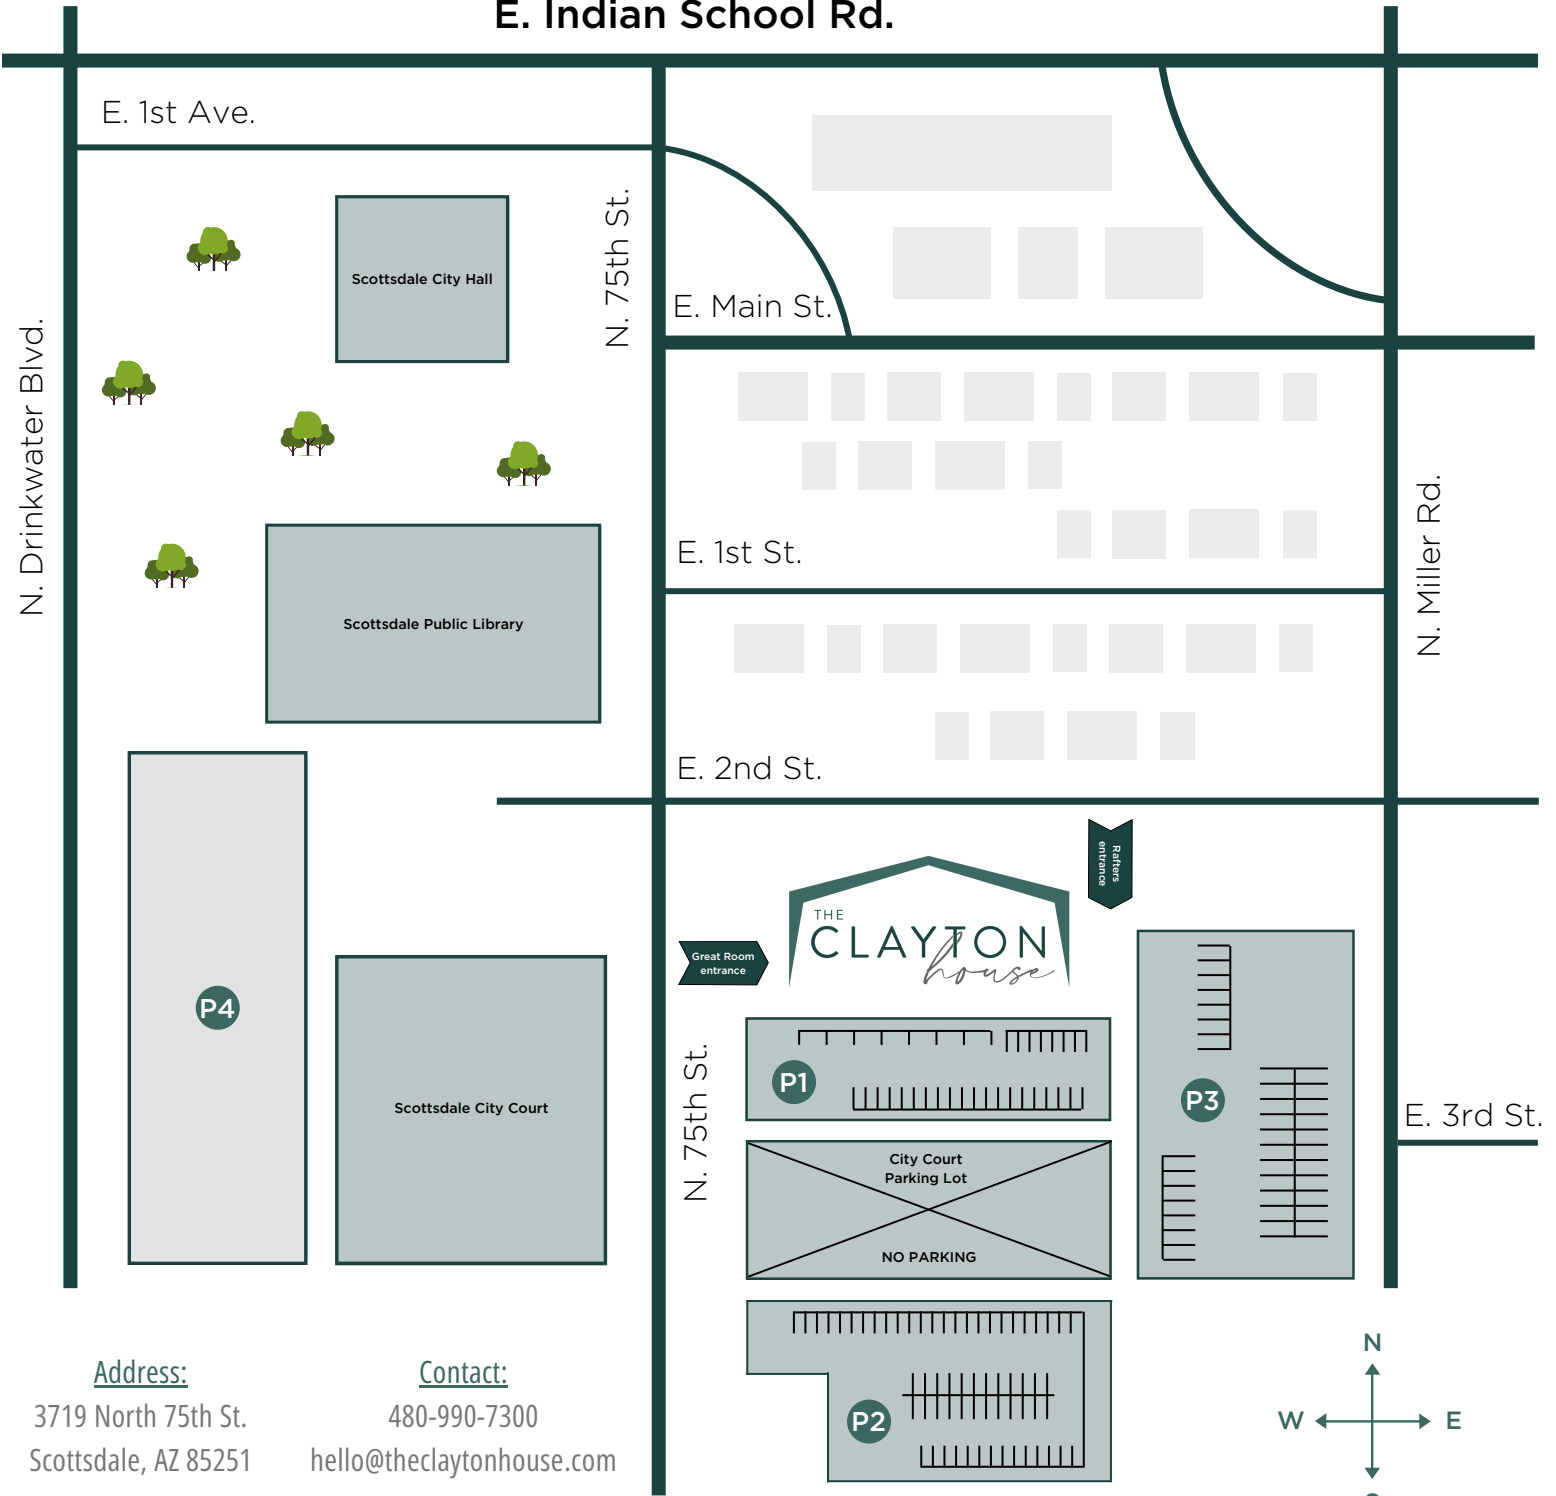 E. Indian School Rd.
E. 1st Ave.
N. 75th St.
Scottsdale City Hall
E. Main St.
N. Drinkwater Blvd.
N. Miller Rd.
E. 1st St.
Scottsdale Public Library
E. 2nd St.
Rafters
entrance
THE
CLAYTON
house
Great Room
entrance
P4
P1
P3
N. 75th St.
Scottsdale City Court
E. 3rd St.
City Court
Parking Lot
NO PARKING
P2
Address:
3719 North 75th St.
Scottsdale, AZ 85251
Contact:
480-990-7300
hello@theclaytonhouse.com
N
W
E